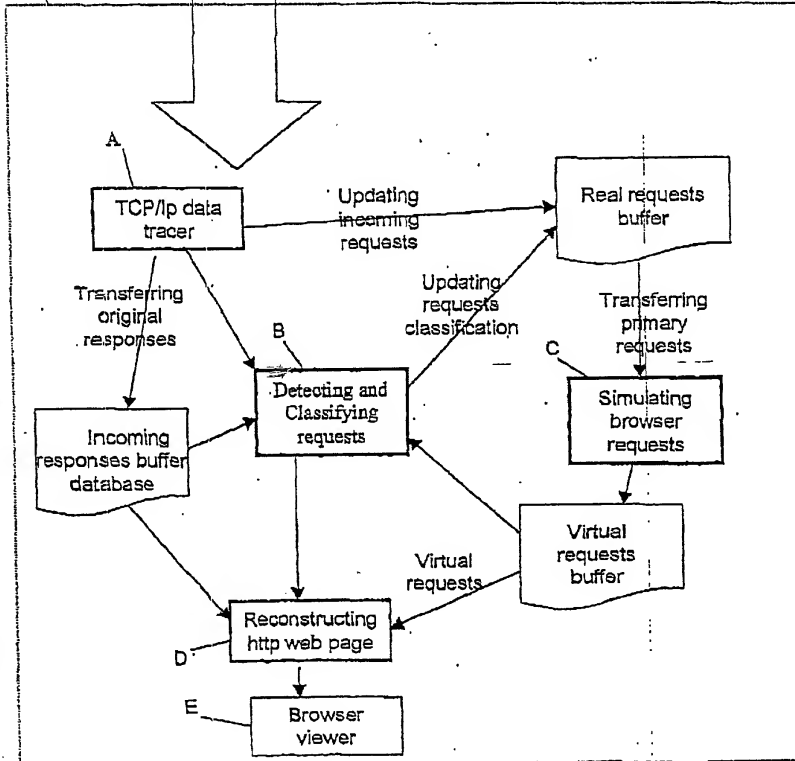 A
TCP/Ip data
tracer
Updating
incoming
requests
Real requests
buffer
Transferring
original
responses
Updating
requests
classification
Transferring
primary
requests
B
C
Detecting and
Classifying
requests
Simulating
browser
requests
Incoming
responses buffer
database
Virtual
requests
buffer
Virtual
requests
Reconstructing
http web page
D
E
Browser
viewer